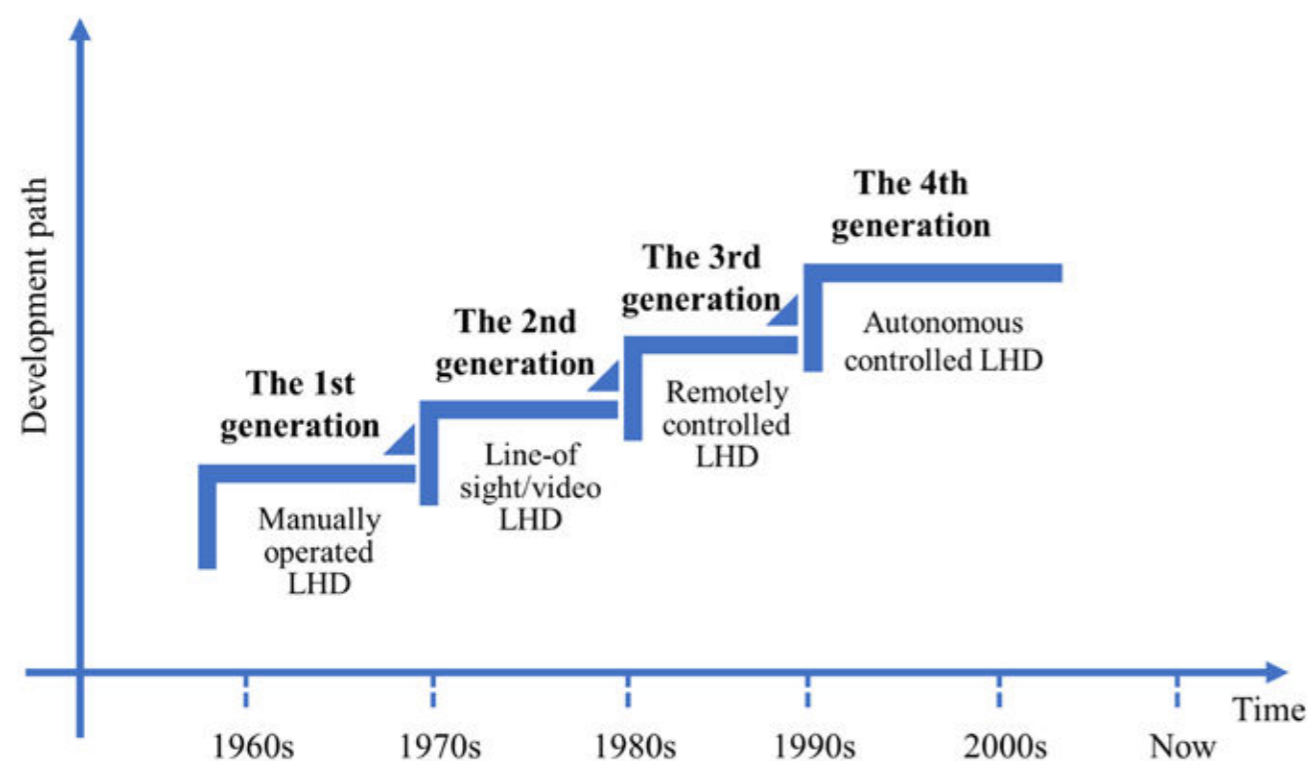 Development path
The 1st
generation
Manually
operated
LHD
The 2nd
generation
Line-of
sight/video
LHD
The 3rd
generation
Remotely
controlled
LHD
The 4th
generation
Autonomous
controlled LHD
Time
1960s 1970s 1980s 1990s 2000s Now